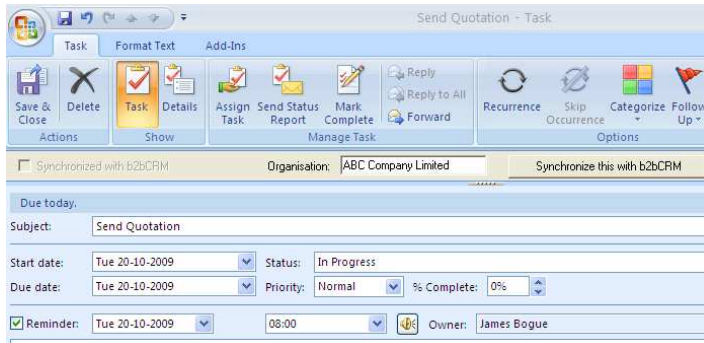 Send Quotation - Task
Task Format Text Add-Ins
Save & Close Delete Task Details Assign Task Send Status Report Mark Complete Reply Reply to All Forward Recurrence Skip Occurrence Categorize Follow Up
Actions Show Manage Task Options
Synchronized with b2bCRM Organisation: ABC Company Limited Synchronize this with b2bCRM
Due today.
Subject: Send Quotation
Start date: Tue 20-10-2009 Status: In Progress
Due date: Tue 20-10-2009 Priority: Normal % Complete: 0%
Reminder: Tue 20-10-2009 08:00 Owner: James Bogue